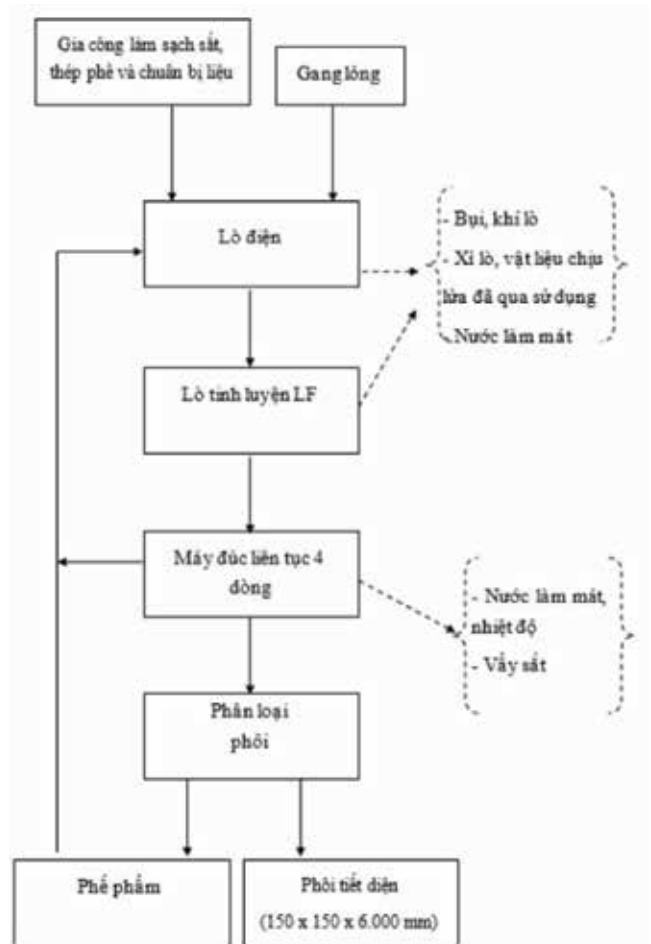 Gia công làm sạch sắt,
thép phế và chuẩn bị liệu
Gang lỏng
Lò điện
- Bụi, khí lò
- Xỉ lò, vật liệu chịu
lửa đã qua sử dụng
- Nước làm mát
Lò tinh luyện LF
Máy đúc liên tục 4
dòng
- Nước làm mát,
nhiệt độ
- Vẩy sắt
Phân loại
phôi
Phế phẩm
Phôi tiết diện
(150 x 150 x 6.000 mm)